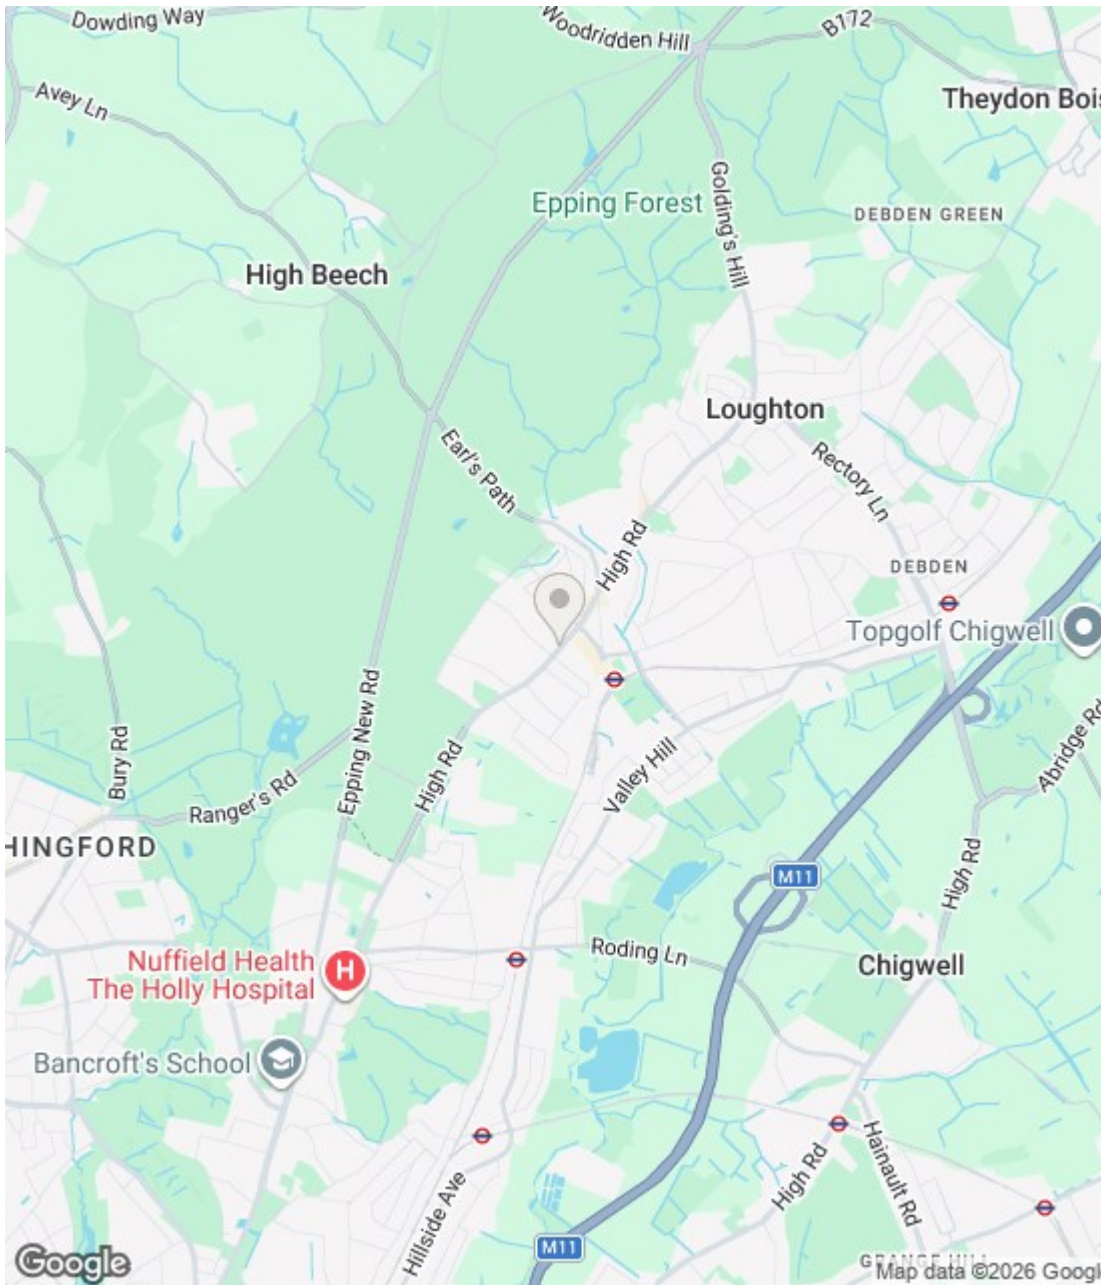 Dowding Way
Woodridden Hill
B172
Avey Ln
Theydon Bois
Golding's Hill
Epping Forest
DEBDEN GREEN
High Beech
Loughton
Earl's Path
Rectory Ln
High Rd
DEBDEN
Topgolf Chigwell
Epping New Rd
Bury Rd
High Rd
Valley Hill
Abridge Rd
Ranger's Rd
HINGFORD
High Rd
M11
Nuffield Health
The Holly Hospital
H
Roding Ln
Chigwell
Bancroft's School
Hillside Ave
High Rd
Hainault Rd
M11
GRANGE HILL
Google
Map data ©2026 Googl